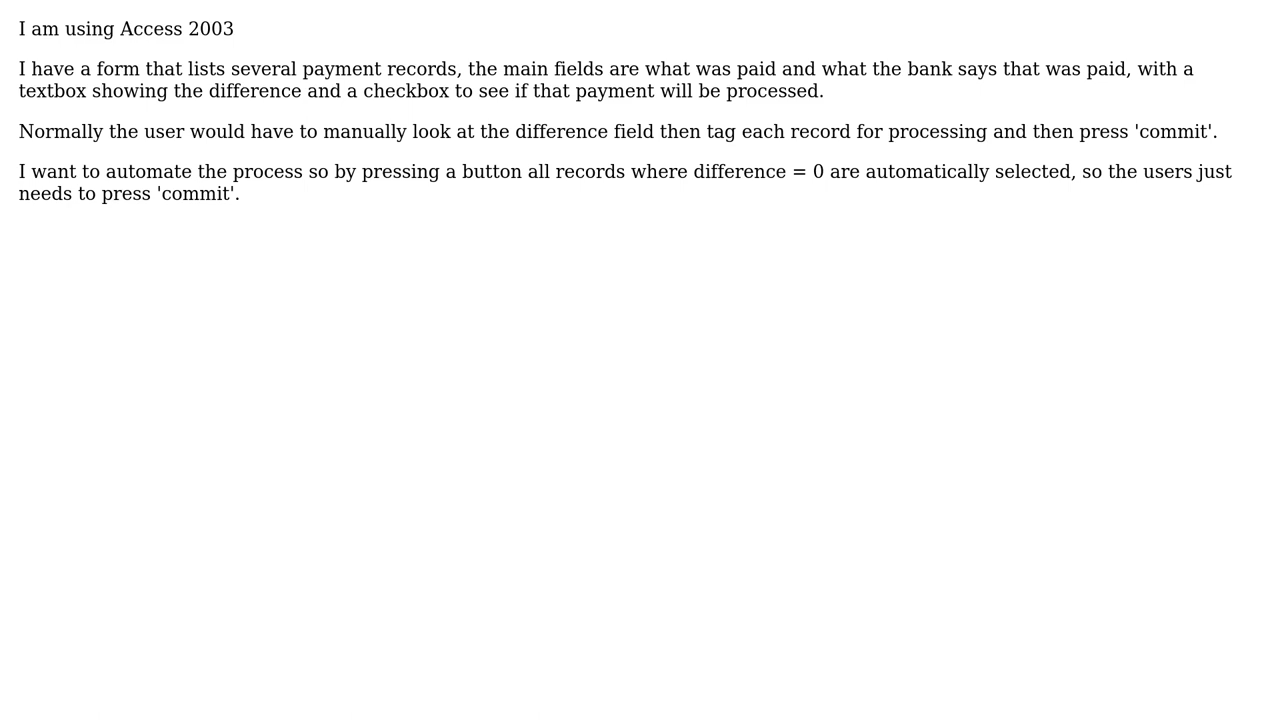 I am using Access 2003
I have a form that lists several payment records, the main fields are what was paid and what the bank says that was paid, with a
textbox showing the difference and a checkbox to see if that payment will be processed.
Normally the user would have to manually look at the difference field then tag each record for processing and then press 'commit'.
I want to automate the process so by pressing a button all records where difference = 0 are automatically selected, so the users just
needs to press 'commit'.